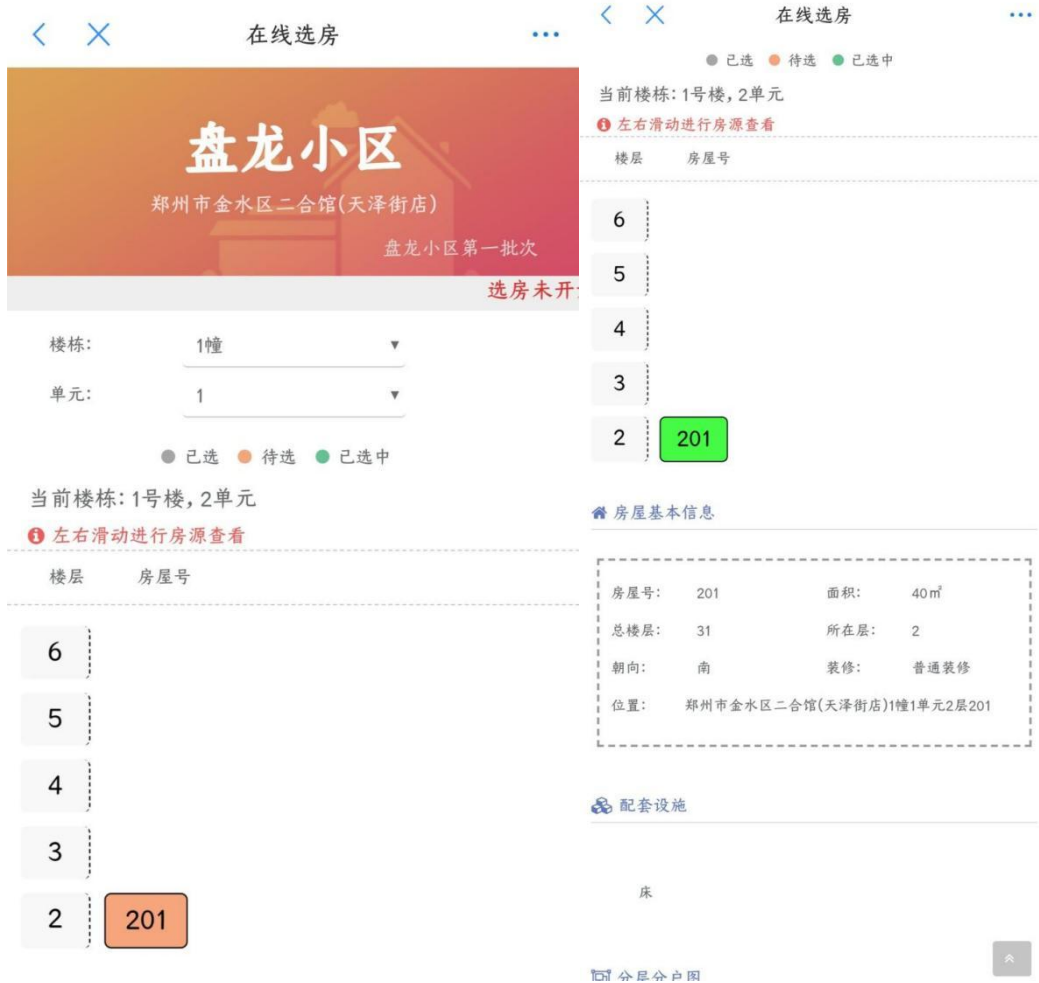 在线选房
盘龙小区
郑州市金水区二合馆(天泽街店)
盘龙小区第一批次
选房未开
楼栋: 1幢
单元: 1
已选 待选 已选中
当前楼栋: 1号楼, 2单元
左右滑动进行房源查看
楼层 房屋号
6
5
4
3
2 201
在线选房
已选 待选 已选中
当前楼栋: 1号楼, 2单元
左右滑动进行房源查看
楼层 房屋号
6
5
4
3
2 201
房屋基本信息
房屋号: 201 面积: 40㎡
总楼层: 31 所在层: 2
朝向: 南 装修: 普通装修
位置: 郑州市金水区二合馆(天泽街店)1幢1单元2层201
配套设施
床
分层分户图